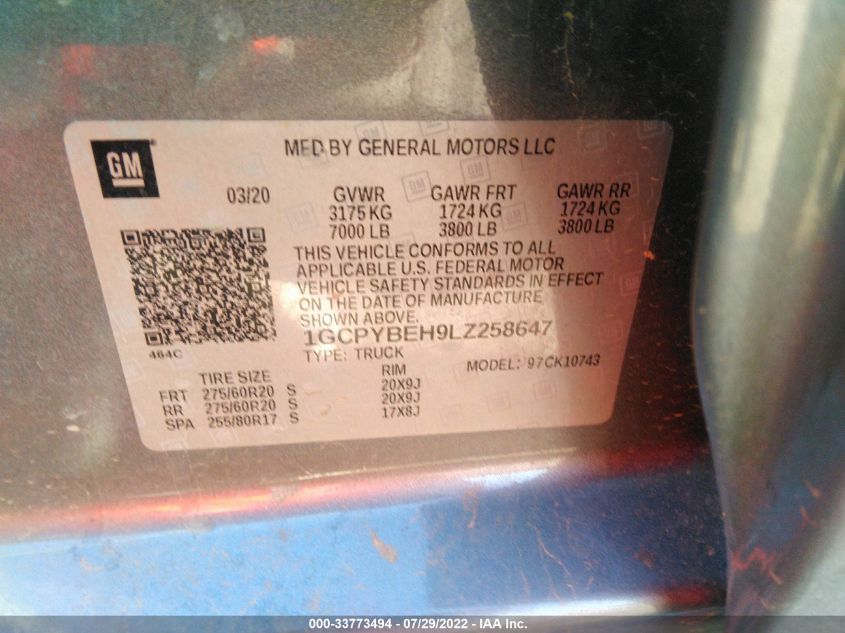 GM
MFD BY GENERAL MOTORS LLC
03/20 GVWR GAWR FRT GAWR RR
3175 KG 1724 KG 1724 KG
7000 LB 3800 LB 3800 LB
THIS VEHICLE CONFORMS TO ALL
APPLICABLE U.S. FEDERAL MOTOR
VEHICLE SAFETY STANDARDS IN EFFECT
ON THE DATE OF MANUFACTURE
SHOWN ABOVE.
1GCPYBEH9LZ258647
464C
TYPE: TRUCK MODEL: 97CK10743
TIRE SIZE RIM
FRT 275/60R20 S 20X9J
RR 275/60R20 S 20X9J
SPA 255/80R17 S 17X8J
000-33773494 - 07/29/2022 - IAA Inc.